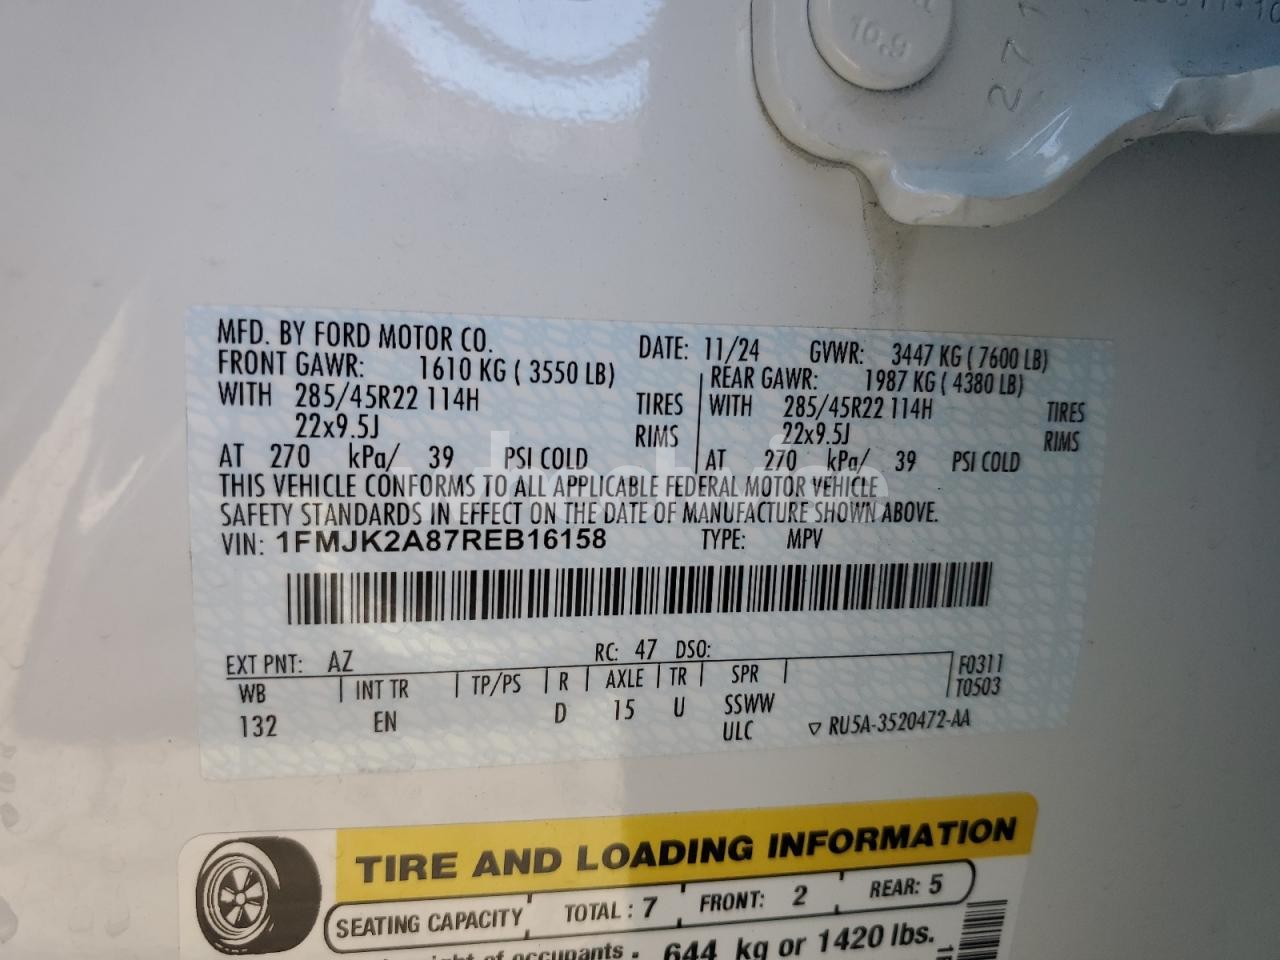 10.9
27
MFD. BY FORD MOTOR CO.
DATE: 11/24 GVWR: 3447 KG ( 7600 LB)
FRONT GAWR: 1610 KG ( 3550 LB)
REAR GAWR: 1987 KG ( 4380 LB)
WITH 285/45R22 114H TIRES
WITH 285/45R22 114H TIRES
22x9.5J RIMS
22x9.5J RIMS
AT 270 kPa/ 39 PSI COLD
AT 270 kPa/ 39 PSI COLD
THIS VEHICLE CONFORMS TO ALL APPLICABLE FEDERAL MOTOR VEHICLE
SAFETY STANDARDS IN EFFECT ON THE DATE OF MANUFACTURE SHOWN ABOVE.
VIN: 1FMJK2A87REB16158 TYPE: MPV
EXT PNT: AZ RC: 47 DSO:
WB INT TR TP/PS R AXLE TR SPR F0311
T0503
132 EN D 15 U SSWW
ULC ▽ RU5A-3520472-AA
TIRE AND LOADING INFORMATION
SEATING CAPACITY TOTAL : 7 FRONT: 2 REAR: 5
of occupants 644 kg or 1420 lbs.